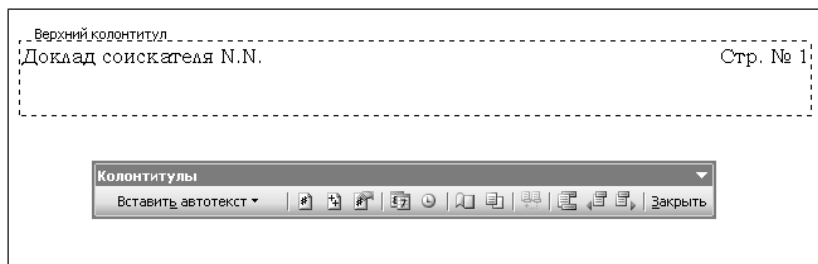 Верхний колонтитул
Доклад соискателя N.N. Стр. № 1
Колонтитулы
Вставить автотекст Закрыть